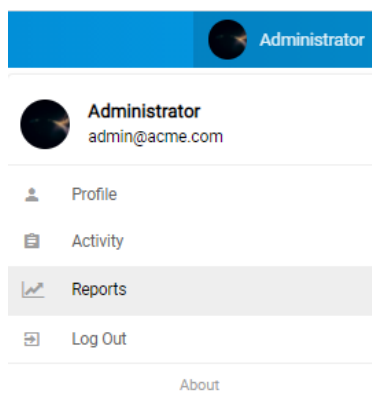 Administrator
Administrator
admin@acme.com
Profile
Activity
Reports
Log Out
About